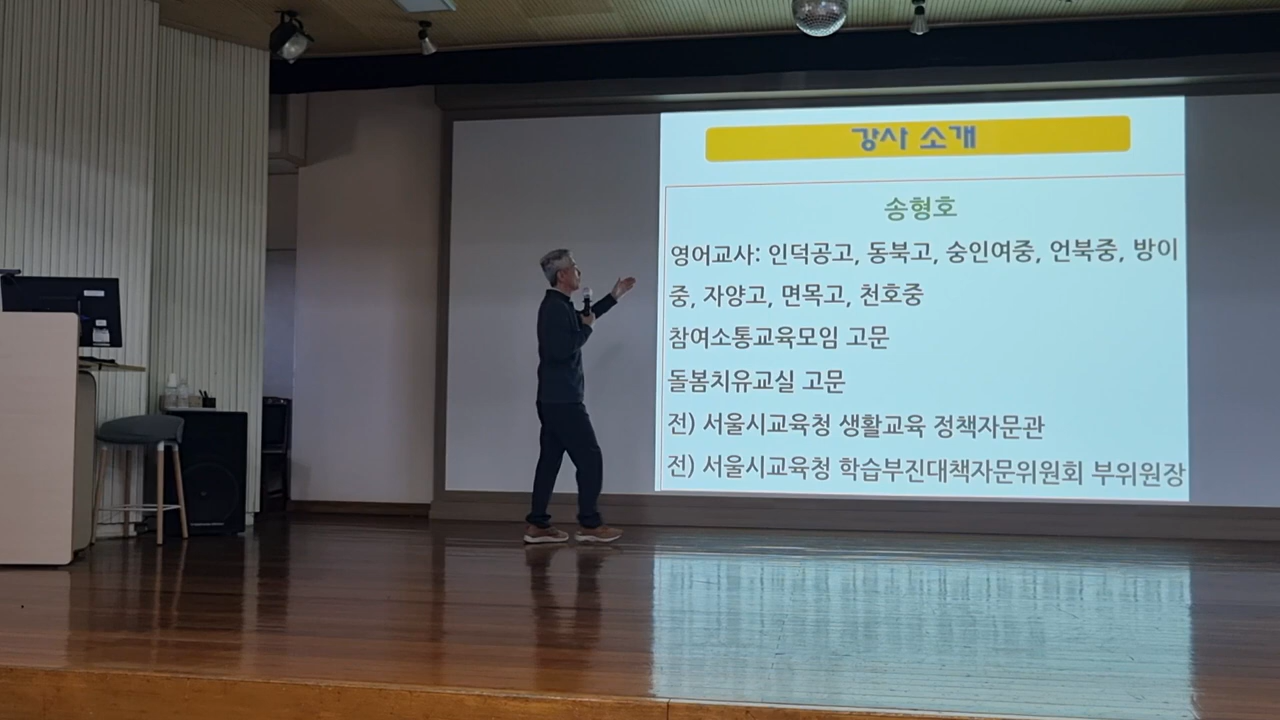 강사 소개
송형호
영어교사: 인덕공고, 동북고, 숭인여중, 언북중, 방이
중, 자양고, 면목고, 천호중
참여소통교육모임 고문
돌봄치유교실 고문
전) 서울시교육청 생활교육 정책자문관
전) 서울시교육청 학습부진대책자문위원회 부위원장